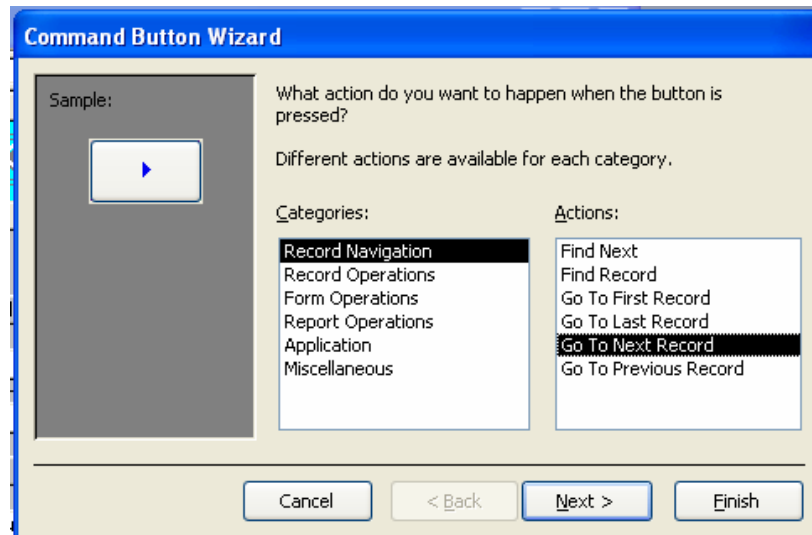 Command Button Wizard
Sample:
What action do you want to happen when the button is
pressed?
Different actions are available for each category.
Categories:
Actions:
Record Navigation
Record Operations
Form Operations
Report Operations
Application
Miscellaneous
Find Next
Find Record
Go To First Record
Go To Last Record
Go To Next Record
Go To Previous Record
Cancel
< Back
Next >
Finish